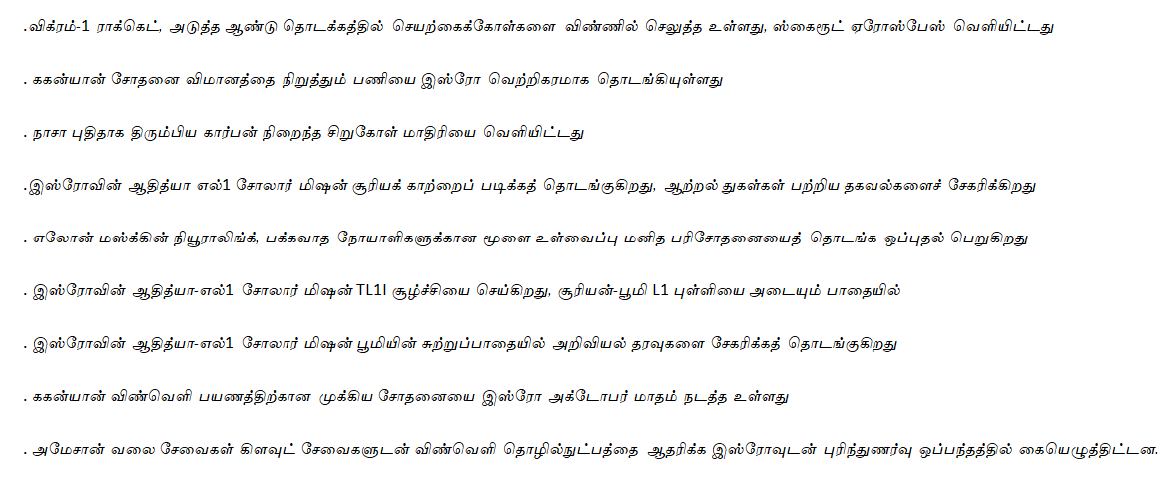 .விக்ரம்-1 ராக்கெட், அடுத்த ஆண்டு தொடக்கத்தில் செயற்கைக்கோள்களை விண்ணில் செலுத்த உள்ளது, ஸ்கைரூட் ஏரோஸ்பேஸ் வெளியிட்டது
. ககன்யான் சோதனை விமானத்தை நிறுத்தும் பணியை இஸ்ரோ வெற்றிகரமாக தொடங்கியுள்ளது
. நாசா புதிதாக திரும்பிய கார்பன் நிறைந்த சிறுகோள் மாதிரியை வெளியிட்டது
.இஸ்ரோவின் ஆதித்யா எல்1 சோலார் மிஷன் சூரியக் காற்றைப் படிக்கத் தொடங்குகிறது, ஆற்றல் துகள்கள் பற்றிய தகவல்களைச் சேகரிக்கிறது
. எலோன் மஸ்க்கின் நியூராலிங்க், பக்கவாத நோயாளிகளுக்கான மூளை உள்வைப்பு மனித பரிசோதனையைத் தொடங்க ஒப்புதல் பெறுகிறது
. இஸ்ரோவின் ஆதித்யா-எல்1 சோலார் மிஷன் TL1I சூழ்ச்சியை செய்கிறது, சூரியன்-பூமி L1 புள்ளியை அடையும் பாதையில்
. இஸ்ரோவின் ஆதித்யா-எல்1 சோலார் மிஷன் பூமியின் சுற்றுப்பாதையில் அறிவியல் தரவுகளை சேகரிக்கத் தொடங்குகிறது
. ககன்யான் விண்வெளி பயணத்திற்கான முக்கிய சோதனையை இஸ்ரோ அக்டோபர் மாதம் நடத்த உள்ளது
. அமேசான் வலை சேவைகள் கிளவுட் சேவைகளுடன் விண்வெளி தொழில்நுட்பத்தை ஆதரிக்க இஸ்ரோவுடன் புரிந்துணர்வு ஒப்பந்தத்தில் கையெழுத்திட்டன.